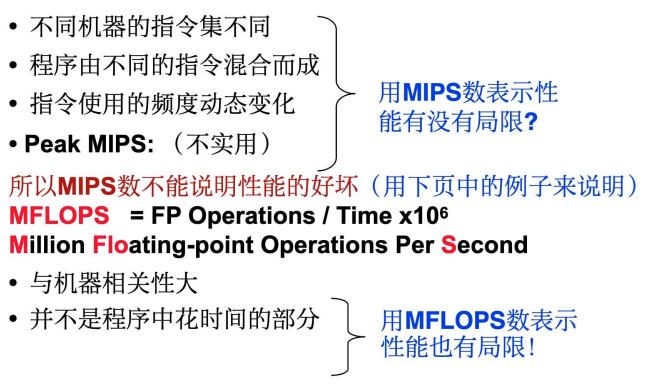 • 不同机器的指令集不同
• 程序由不同的指令混合而成
• 指令使用的频度动态变化
• Peak MIPS: （不实用）
用MIPS数表示性
能有没有局限?
所以MIPS数不能说明性能的好坏（用下页中的例子来说明）
MFLOPS = FP Operations / Time x10⁶
Million Floating-point Operations Per Second
• 与机器相关性大
• 并不是程序中花时间的部分
用MFLOPS数表示
性能也有局限!